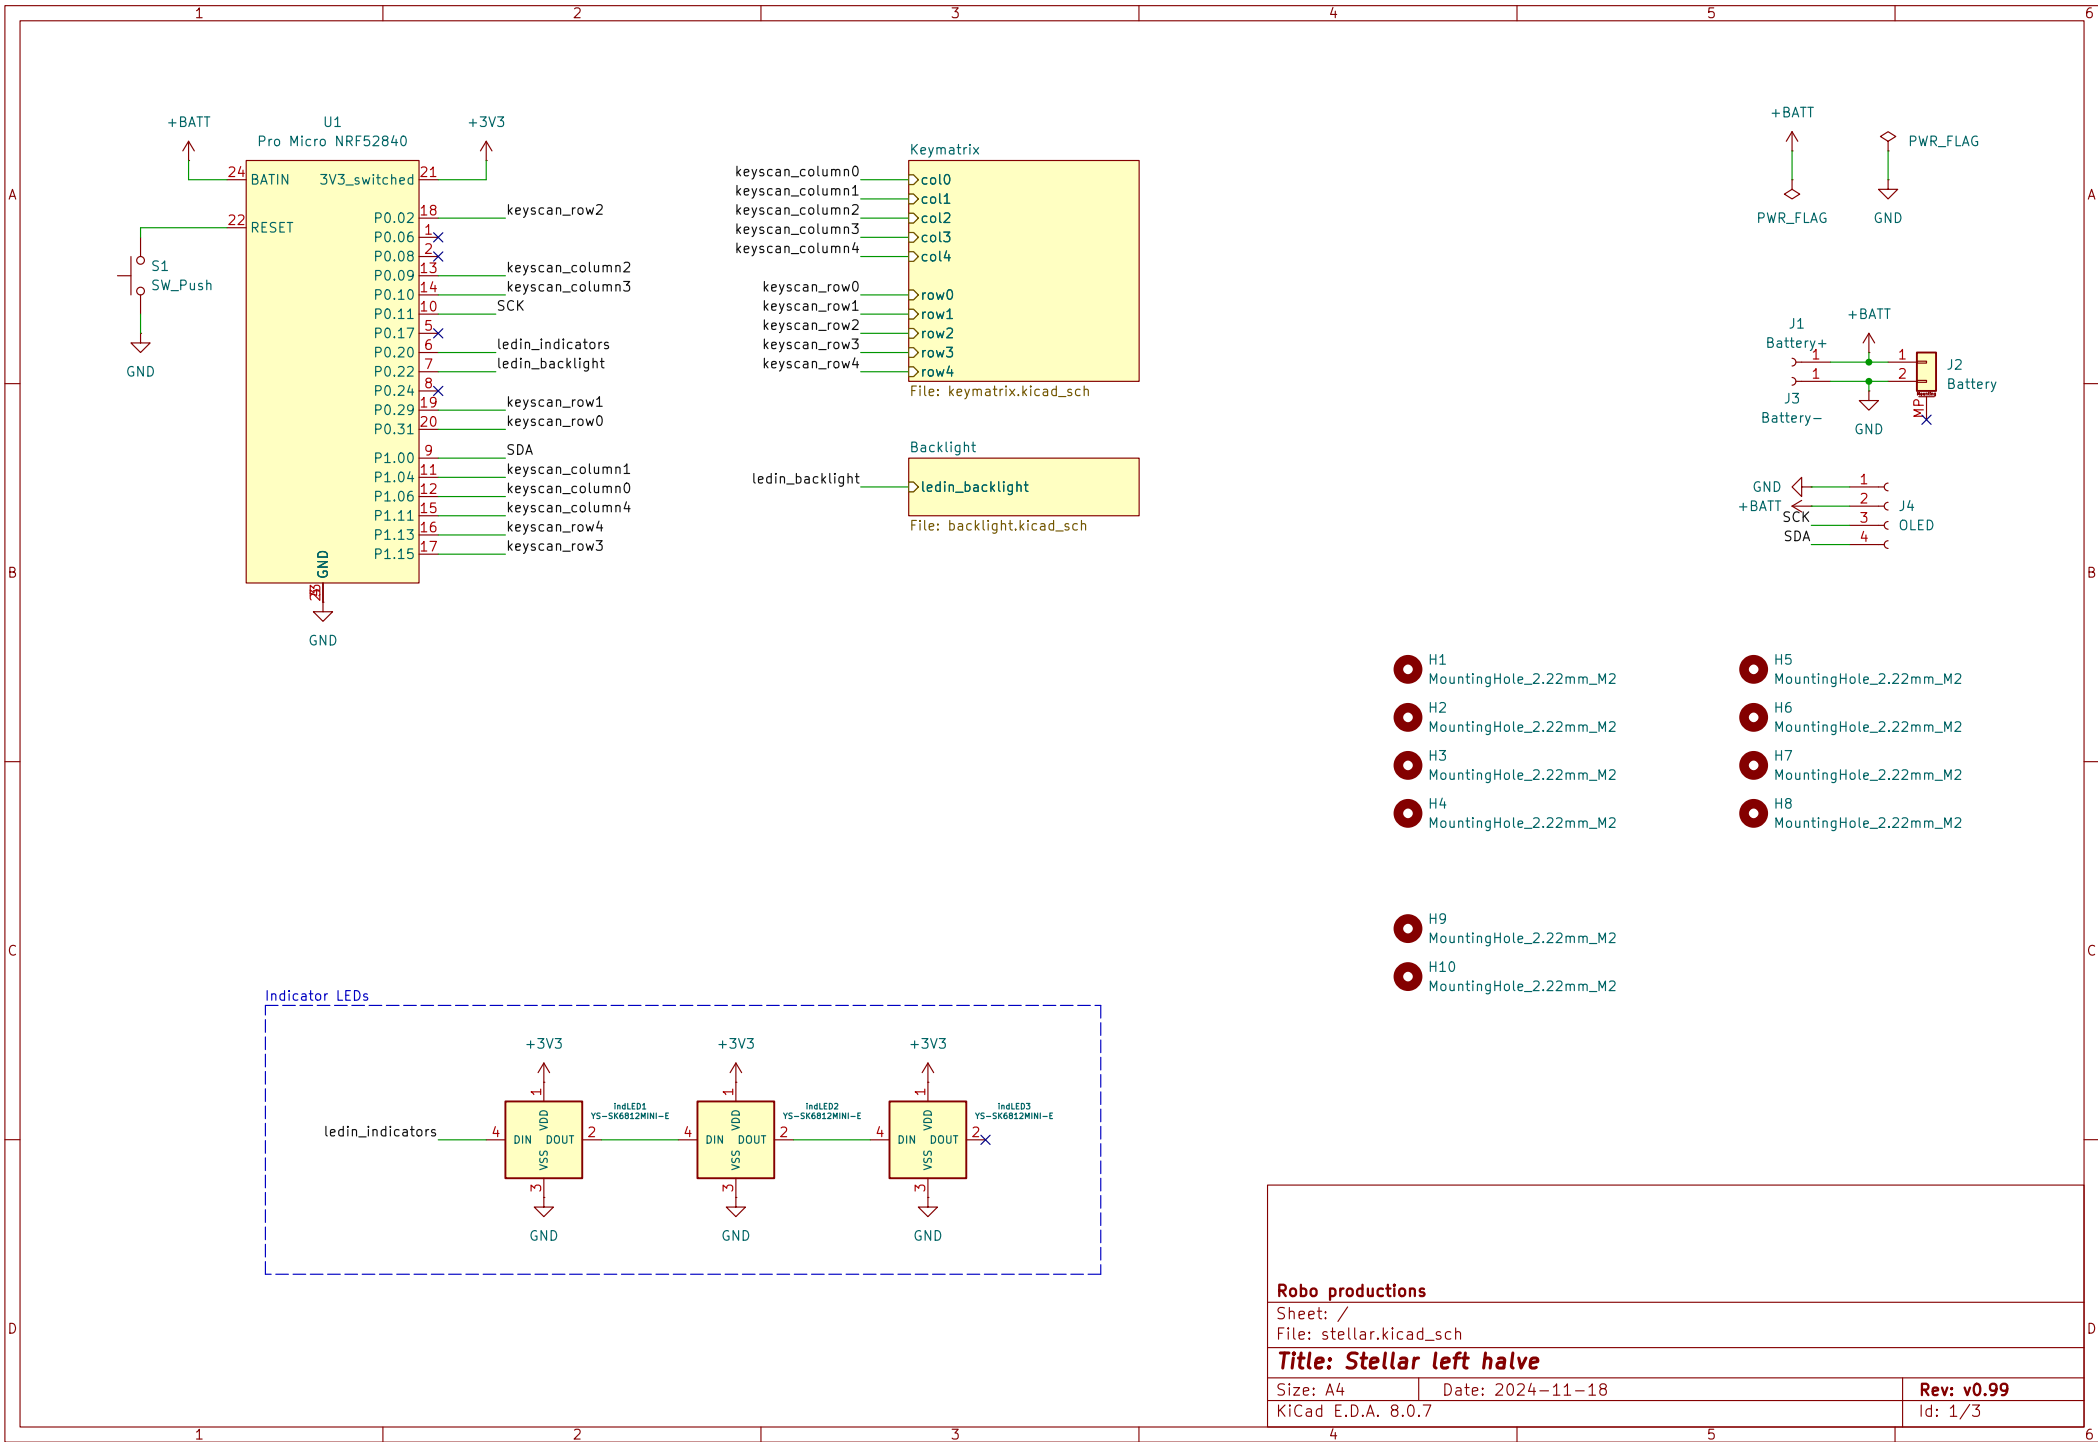 1 2 3 4 5 6
A
B
C
D
+BATT
U1
Pro Micro NRF52840
+3V3
24
BATIN
3V3_switched
21
22
RESET
P0.02
18
keyscan_row2
P0.06
1
P0.08
2
P0.09
13
keyscan_column2
P0.10
14
keyscan_column3
P0.11
10
SCK
P0.17
5
P0.20
6
ledin_indicators
P0.22
7
ledin_backlight
P0.24
8
P0.29
19
keyscan_row1
P0.31
20
keyscan_row0
P1.00
9
SDA
P1.04
11
keyscan_column1
P1.06
12
keyscan_column0
P1.11
15
keyscan_column4
P1.13
16
keyscan_row4
P1.15
17
keyscan_row3
GND
GND
S1
SW_Push
GND
Keymatrix
keyscan_column0
col0
keyscan_column1
col1
keyscan_column2
col2
keyscan_column3
col3
keyscan_column4
col4
keyscan_row0
row0
keyscan_row1
row1
keyscan_row2
row2
keyscan_row3
row3
keyscan_row4
row4
File: keymatrix.kicad_sch
Backlight
ledin_backlight
ledin_backlight
File: backlight.kicad_sch
+BATT
PWR_FLAG
PWR_FLAG
GND
J1
Battery+
+BATT
1
1
J2
Battery
1
2
J3
Battery-
GND
MP
GND
1
+BATT
2
J4
SCK
3
OLED
SDA
4
H1
MountingHole_2.22mm_M2
H2
MountingHole_2.22mm_M2
H3
MountingHole_2.22mm_M2
H4
MountingHole_2.22mm_M2
H5
MountingHole_2.22mm_M2
H6
MountingHole_2.22mm_M2
H7
MountingHole_2.22mm_M2
H8
MountingHole_2.22mm_M2
H9
MountingHole_2.22mm_M2
H10
MountingHole_2.22mm_M2
Indicator LEDs
+3V3
+3V3
+3V3
ledin_indicators
1
4
DIN
VDD
DOUT
VSS
2
3
indLED1
YS-SK6812MINI-E
GND
1
4
DIN
VDD
DOUT
VSS
2
3
indLED2
YS-SK6812MINI-E
GND
1
4
DIN
VDD
DOUT
VSS
2
3
indLED3
YS-SK6812MINI-E
GND
Robo productions
Sheet: /
File: stellar.kicad_sch
Title: Stellar left halve
Size: A4
Date: 2024-11-18
Rev: v0.99
KiCad E.D.A. 8.0.7
Id: 1/3
A
B
C
D
1 2 3 4 5 6